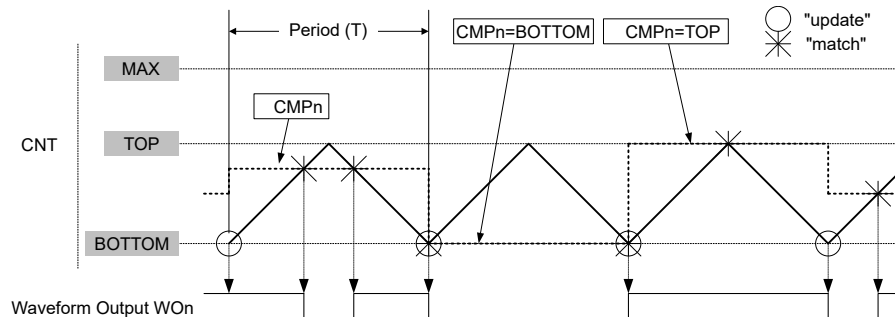 Period (T)
CMPn=BOTTOM
CMPn=TOP
"update"
"match"
MAX
CMPn
CNT
TOP
BOTTOM
Waveform Output WOn